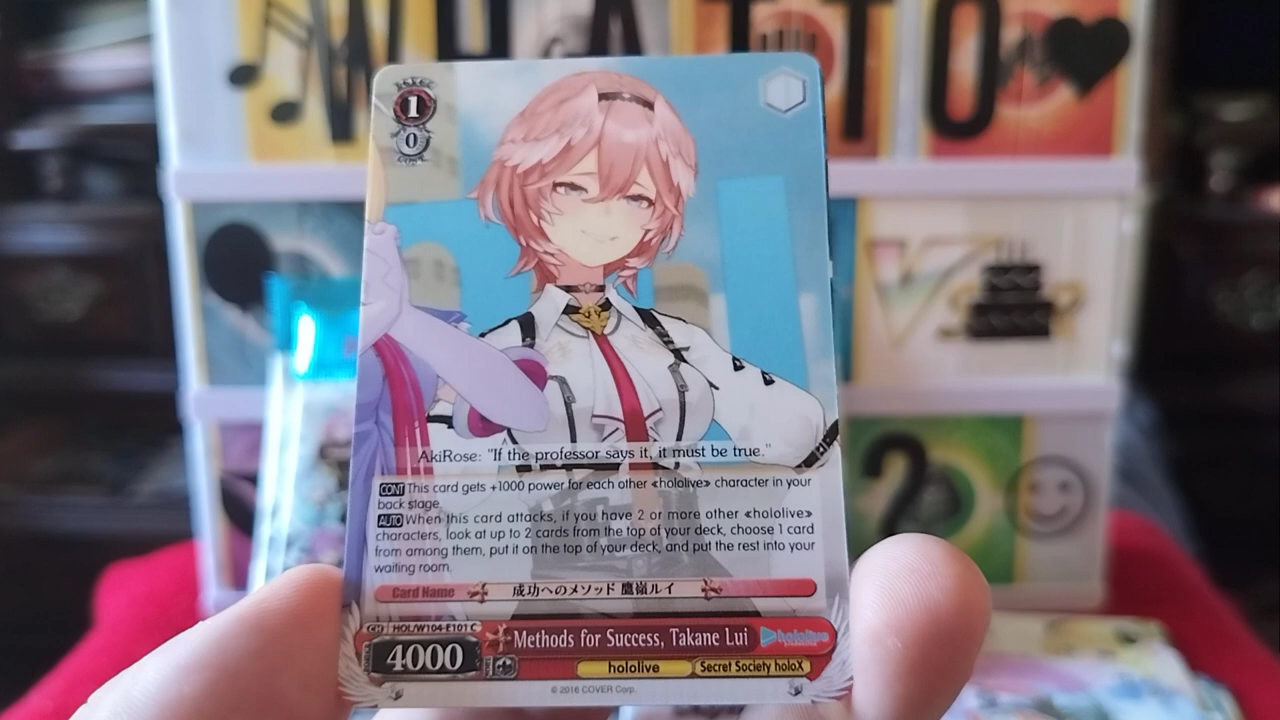 WHAT TO
1
0
AkiRose: "If the professor says it, it must be true."
CONT This card gets +1000 power for each other «hololive» character in your
back stage.
AUTO When this card attacks, if you have 2 or more other «hololive»
characters, look at up to 2 cards from the top of your deck, choose 1 card
from among them, put it on the top of your deck, and put the rest into your
waiting room.
Card Name 成功へのメソッド 鷹嶺ルイ
CH HOL/W104-E101 C
4000 Methods for Success, Takane Lui hololive
hololive Secret Society holoX
© 2016 COVER Corp.
V
?